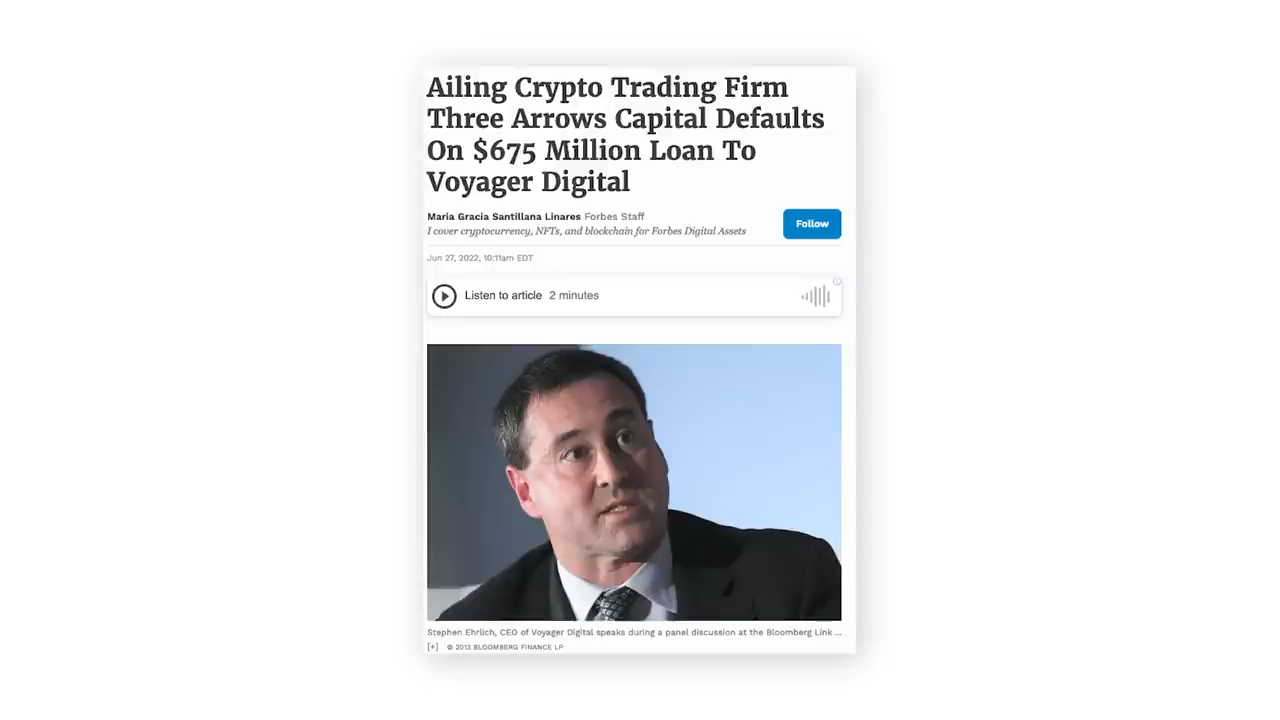 Ailing Crypto Trading Firm
Three Arrows Capital Defaults
On $675 Million Loan To
Voyager Digital
María Gracia Santillana Linares Forbes Staff
Follow
I cover cryptocurrency, NFTs, and blockchain for Forbes Digital Assets
Jun 27, 2022, 10:11am EDT
Listen to article 2 minutes
Stephen Ehrlich, CEO of Voyager Digital speaks during a panel discussion at the Bloomberg Link ...
[+] © 2013 BLOOMBERG FINANCE LP